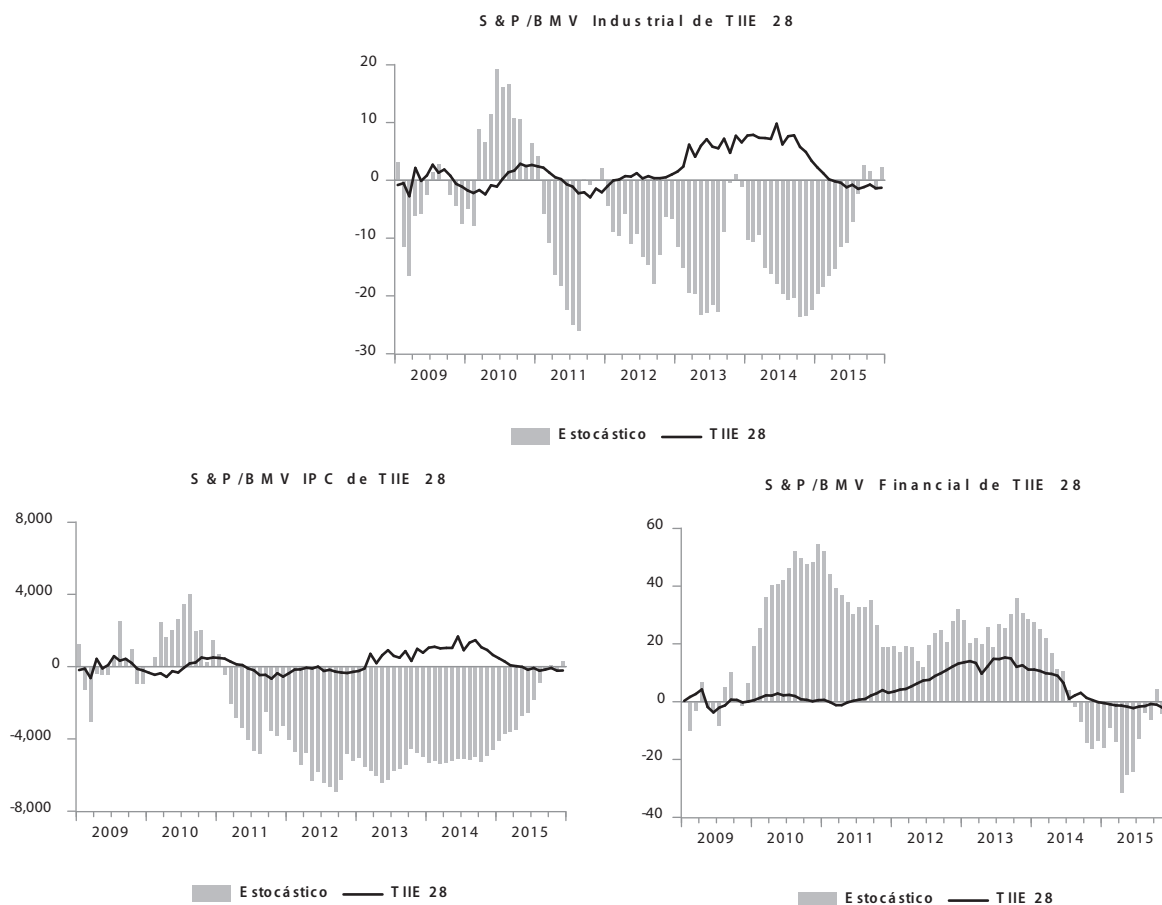 S&P/BMV Industrial de TIIE 28
20
10
0
-10
-20
-30
2009 2010 2011 2012 2013 2014 2015
Estocástico TIIE 28
S&P/BMV IPC de TIIE 28
8,000
4,000
0
-4,000
-8,000
2009 2010 2011 2012 2013 2014 2015
Estocástico TIIE 28
S&P/BMV Financial de TIIE 28
60
40
20
0
-20
-40
2009 2010 2011 2012 2013 2014 2015
Estocástico TIIE 28